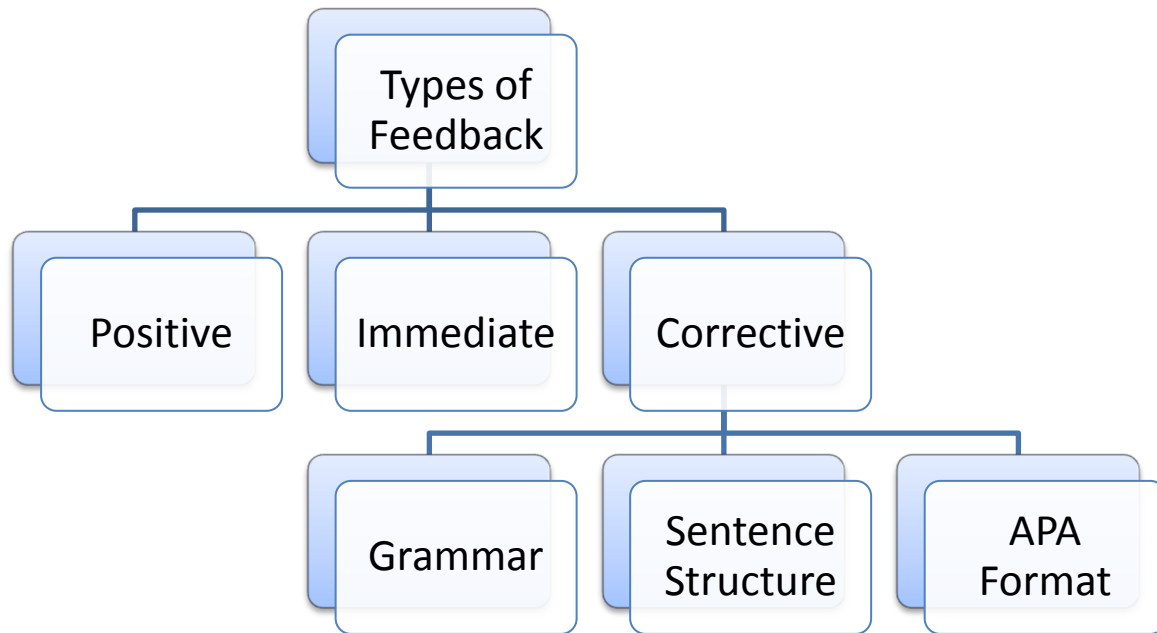 Types of
Feedback
Positive
Immediate
Corrective
Grammar
Sentence
Structure
APA
Format